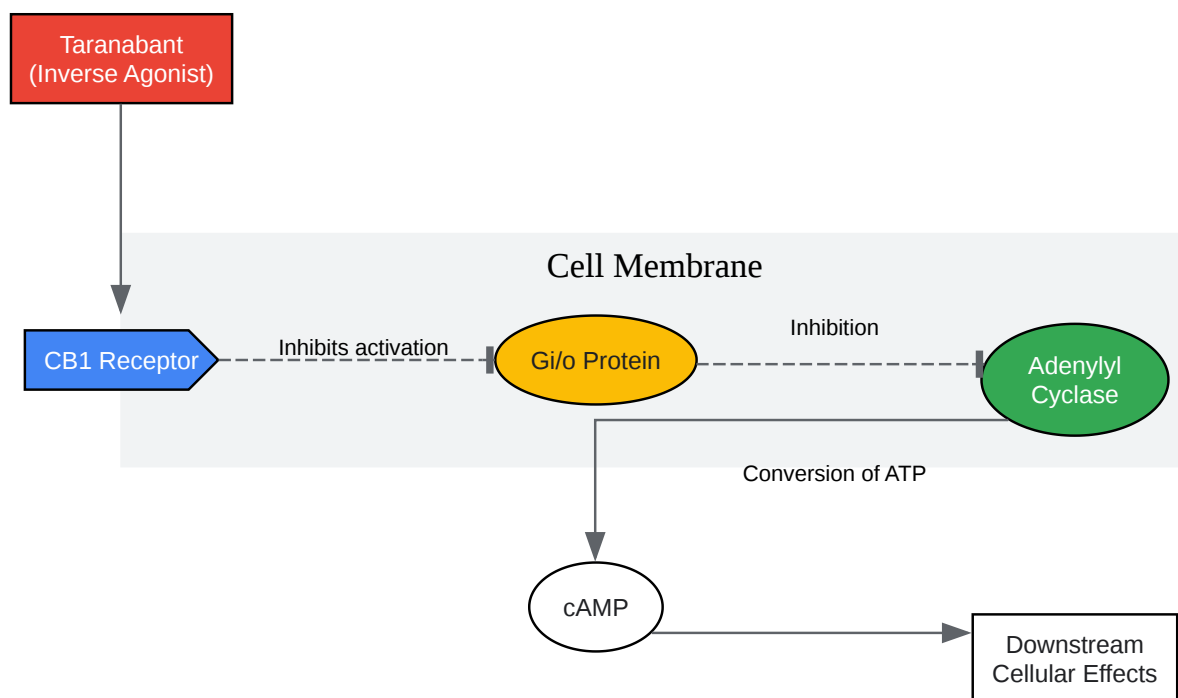 Taranabant
(Inverse Agonist)
Cell Membrane
CB1 Receptor
Inhibits activation
Gi/o Protein
Inhibition
Adenylyl
Cyclase
Conversion of ATP
cAMP
Downstream
Cellular Effects